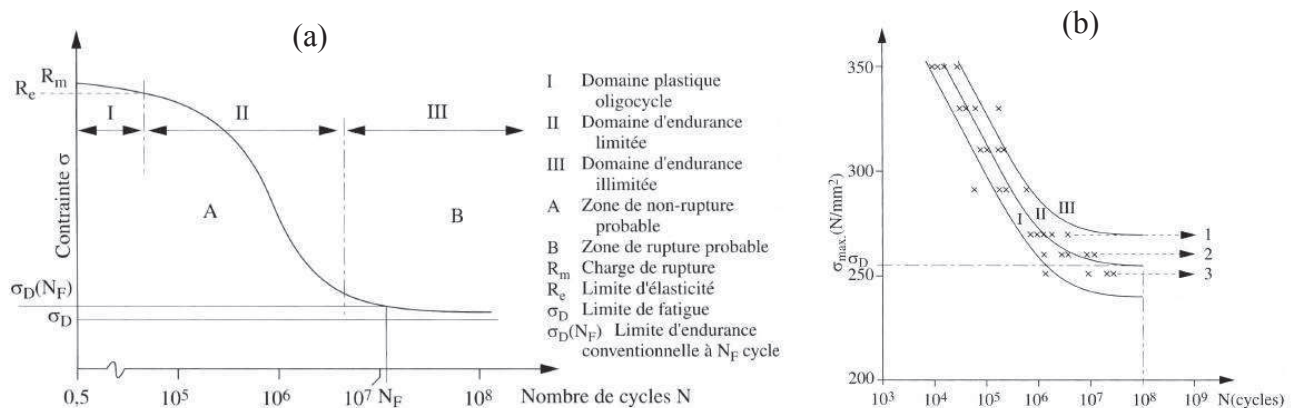 (a)
R_m
R_e
I
II
III
A
B
Contrainte σ
σ_D(N_F)
σ_D
0,5
10^5
10^6
10^7
N_F
10^8
Nombre de cycles N
I Domaine plastique
oligocycle
II Domaine d'endurance
limitée
III Domaine d'endurance
illimitée
A Zone de non-rupture
probable
B Zone de rupture probable
R_m Charge de rupture
R_e Limite d'élasticité
σ_D Limite de fatigue
σ_D(N_F) Limite d'endurance
conventionnelle à N_F cycle
(b)
350
300
250
200
σ_max.(N/mm²)
σ_D
I
II
III
1
2
3
10^3
10^4
10^5
10^6
10^7
10^8
10^9
N(cycles)